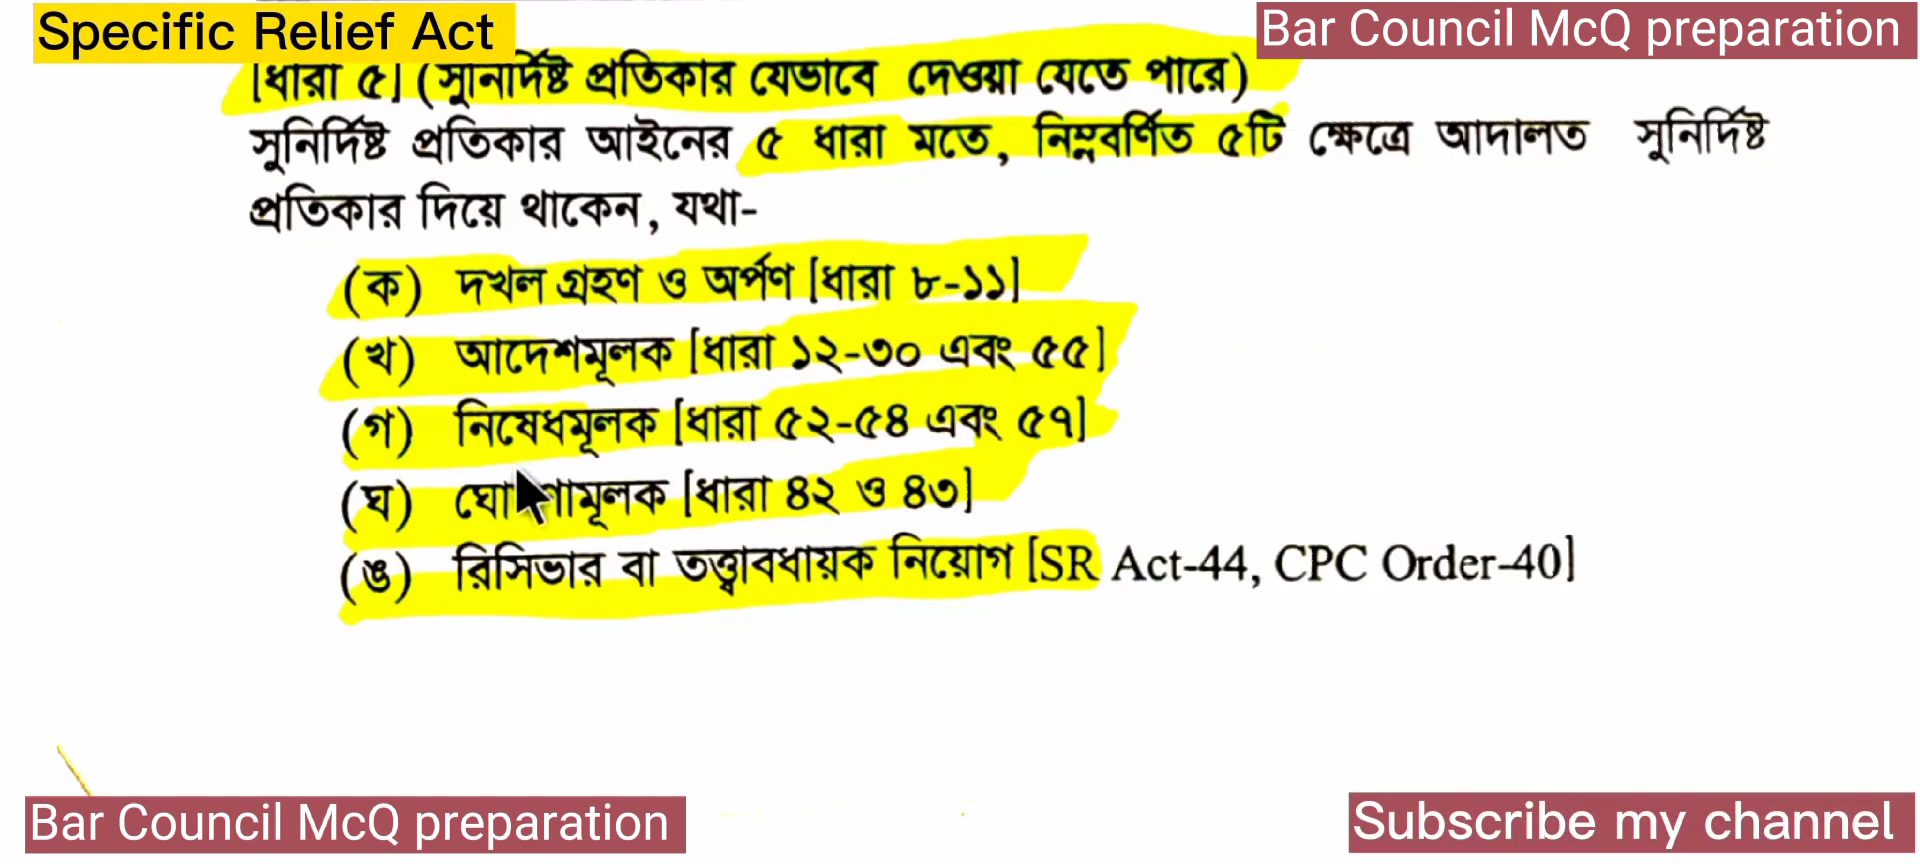 Specific Relief Act
Bar Council McQ preparation
[ধারা ৫] (সুনির্দিষ্ট প্রতিকার যেভাবে দেওয়া যেতে পারে)
সুনির্দিষ্ট প্রতিকার আইনের ৫ ধারা মতে, নিম্নবর্ণিত ৫টি ক্ষেত্রে আদালত সুনির্দিষ্ট
প্রতিকার দিয়ে থাকেন, যথা-
(ক) দখল গ্রহণ ও অর্পণ [ধারা ৮-১১]
(খ) আদেশমূলক [ধারা ১২-৩০ এবং ৫৫]
(গ) নিষেধমূলক [ধারা ৫২-৫৪ এবং ৫৭]
(ঘ) [ধারা ৪২ ও ৪৩]
(ঙ) রিসিভার বা তত্ত্বাবধায়ক নিয়োগ [SR Act-44, CPC Order-40]
Bar Council McQ preparation
Subscribe my channel